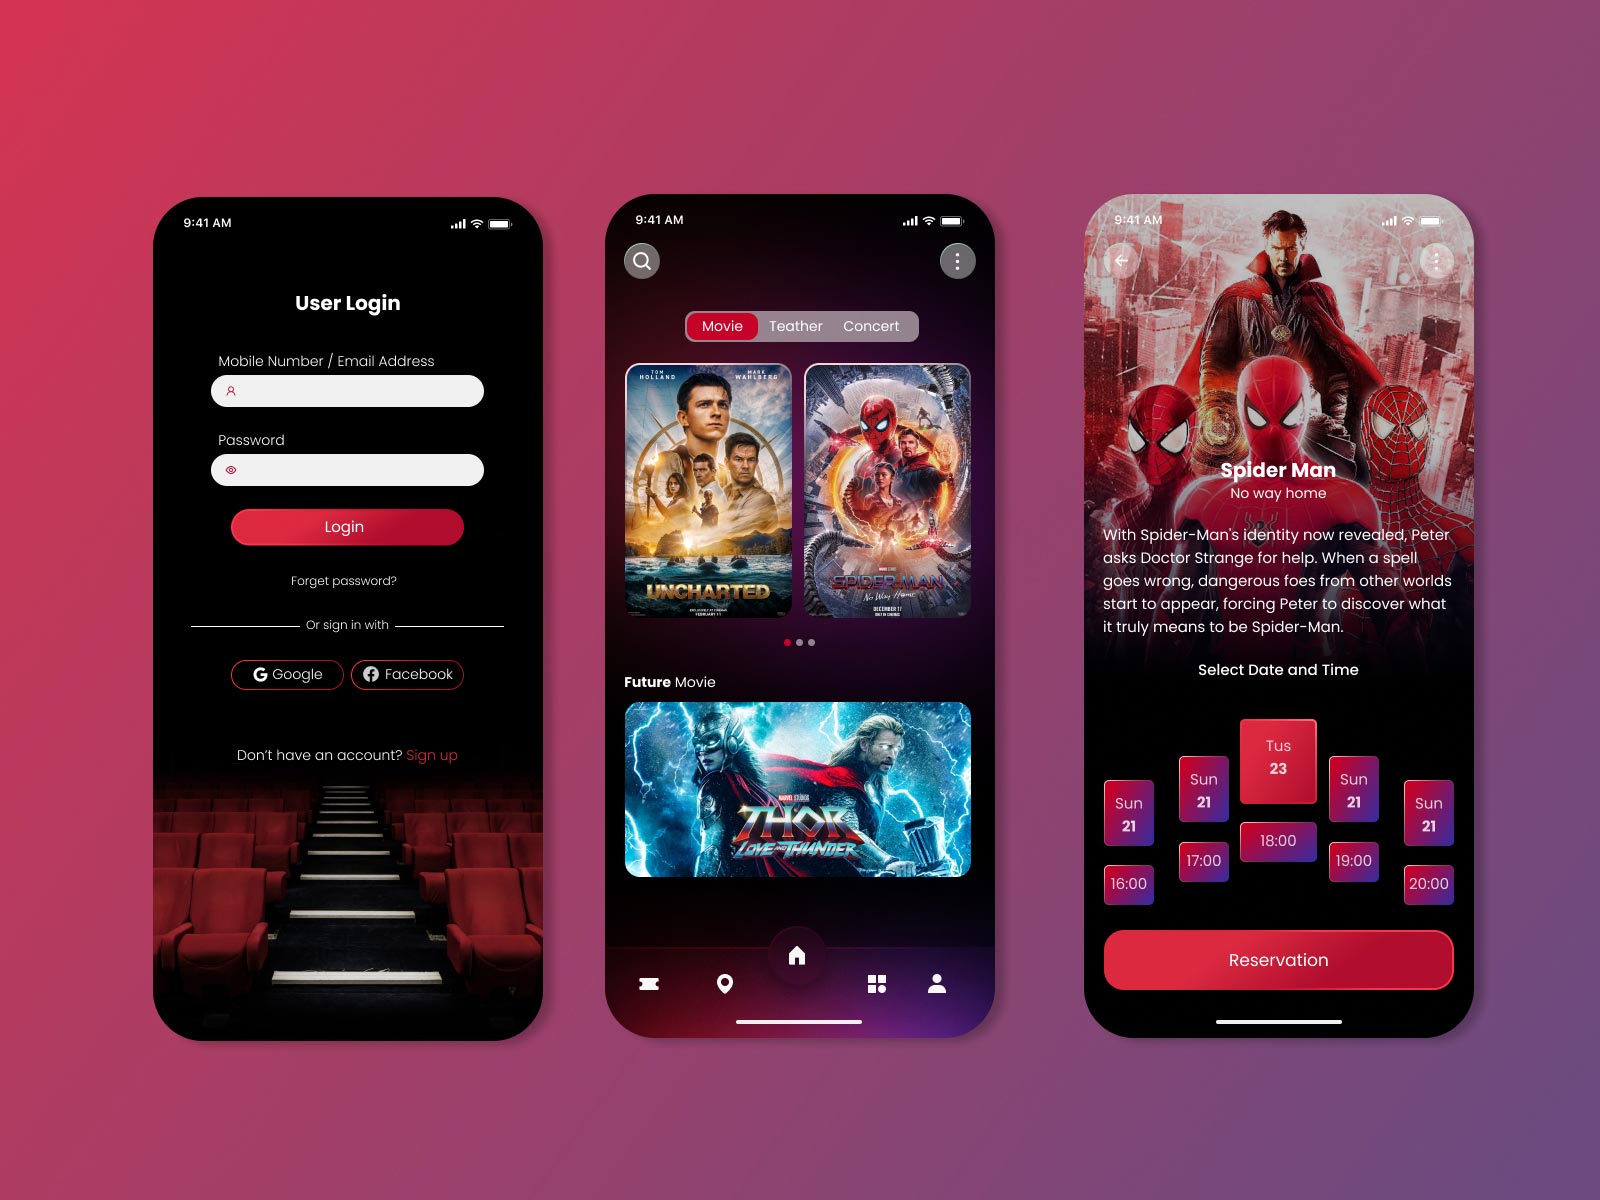 9:41 AM
User Login
Mobile Number / Email Address
Password
Login
Forget password?
Or sign in with
Google
Facebook
Don't have an account? Sign up
9:41 AM
Movie
Teather
Concert
TOM HOLLAND
MARK WAHLBERG
UNCHARTED
FEBRUARY 11
SPIDER-MAN
No Way Home
DECEMBER 17
Future Movie
MARVEL STUDIOS
THOR
LOVE AND THUNDER
9:41 AM
Spider Man
No way home
With Spider-Man's identity now revealed, Peter
asks Doctor Strange for help. When a spell
goes wrong, dangerous foes from other worlds
start to appear, forcing Peter to discover what
it truly means to be Spider-Man.
Select Date and Time
Sun
21
Sun
21
Tus
23
Sun
21
Sun
21
16:00
17:00
18:00
19:00
20:00
Reservation